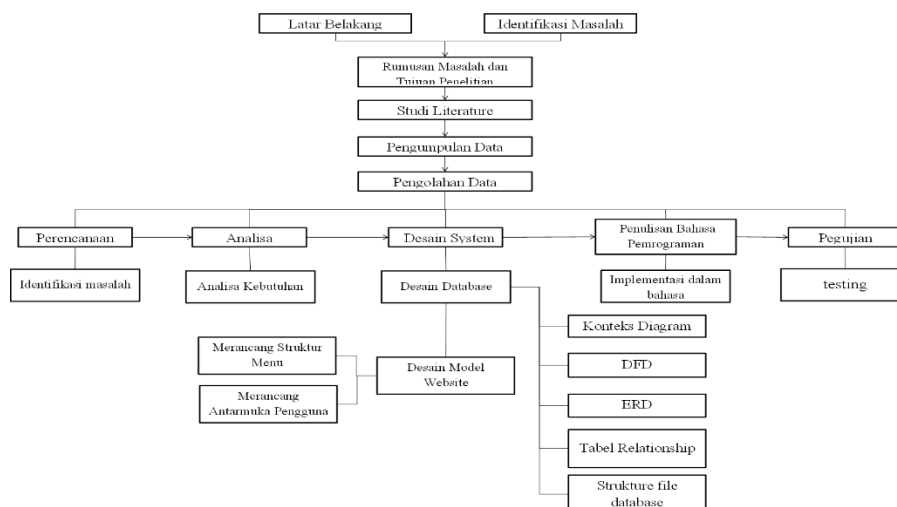 Latar Belakang
Identifikasi Masalah
Rumusan Masalah dan
Tujuan Penelitian
Studi Literature
Pengumpulan Data
Pengolahan Data
Perencanaan
Analisa
Desain System
Penulisan Bahasa
Pemrograman
Pegujian
Identifikasi masalah
Analisa Kebutuhan
Desain Database
Implementasi dalam
bahasa
testing
Konteks Diagram
Merancang Struktur
Menu
Desain Model
Website
DFD
Merancang
Antarmuka Pengguna
ERD
Tabel Relationship
Strukture file
database